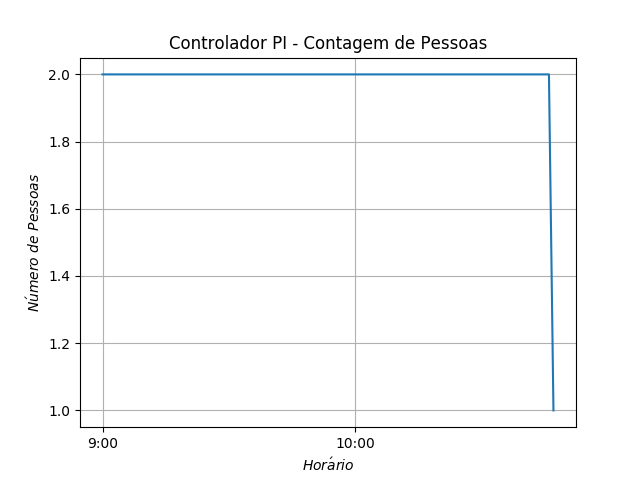 Controlador PI - Contagem de Pessoas
2.0
1.8
1.6
1.4
1.2
1.0
Número de Pessoas
9:00
10:00
Horário